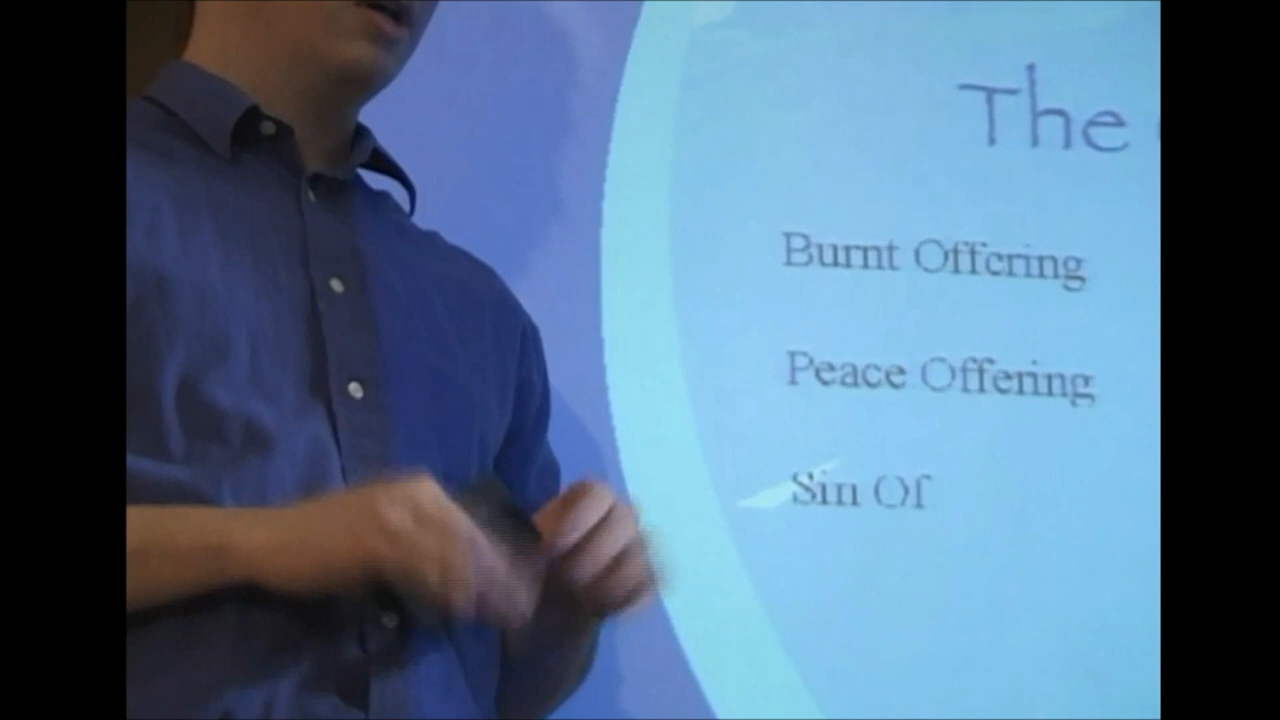 The
Burnt Offering
Peace Offering
Sin Of